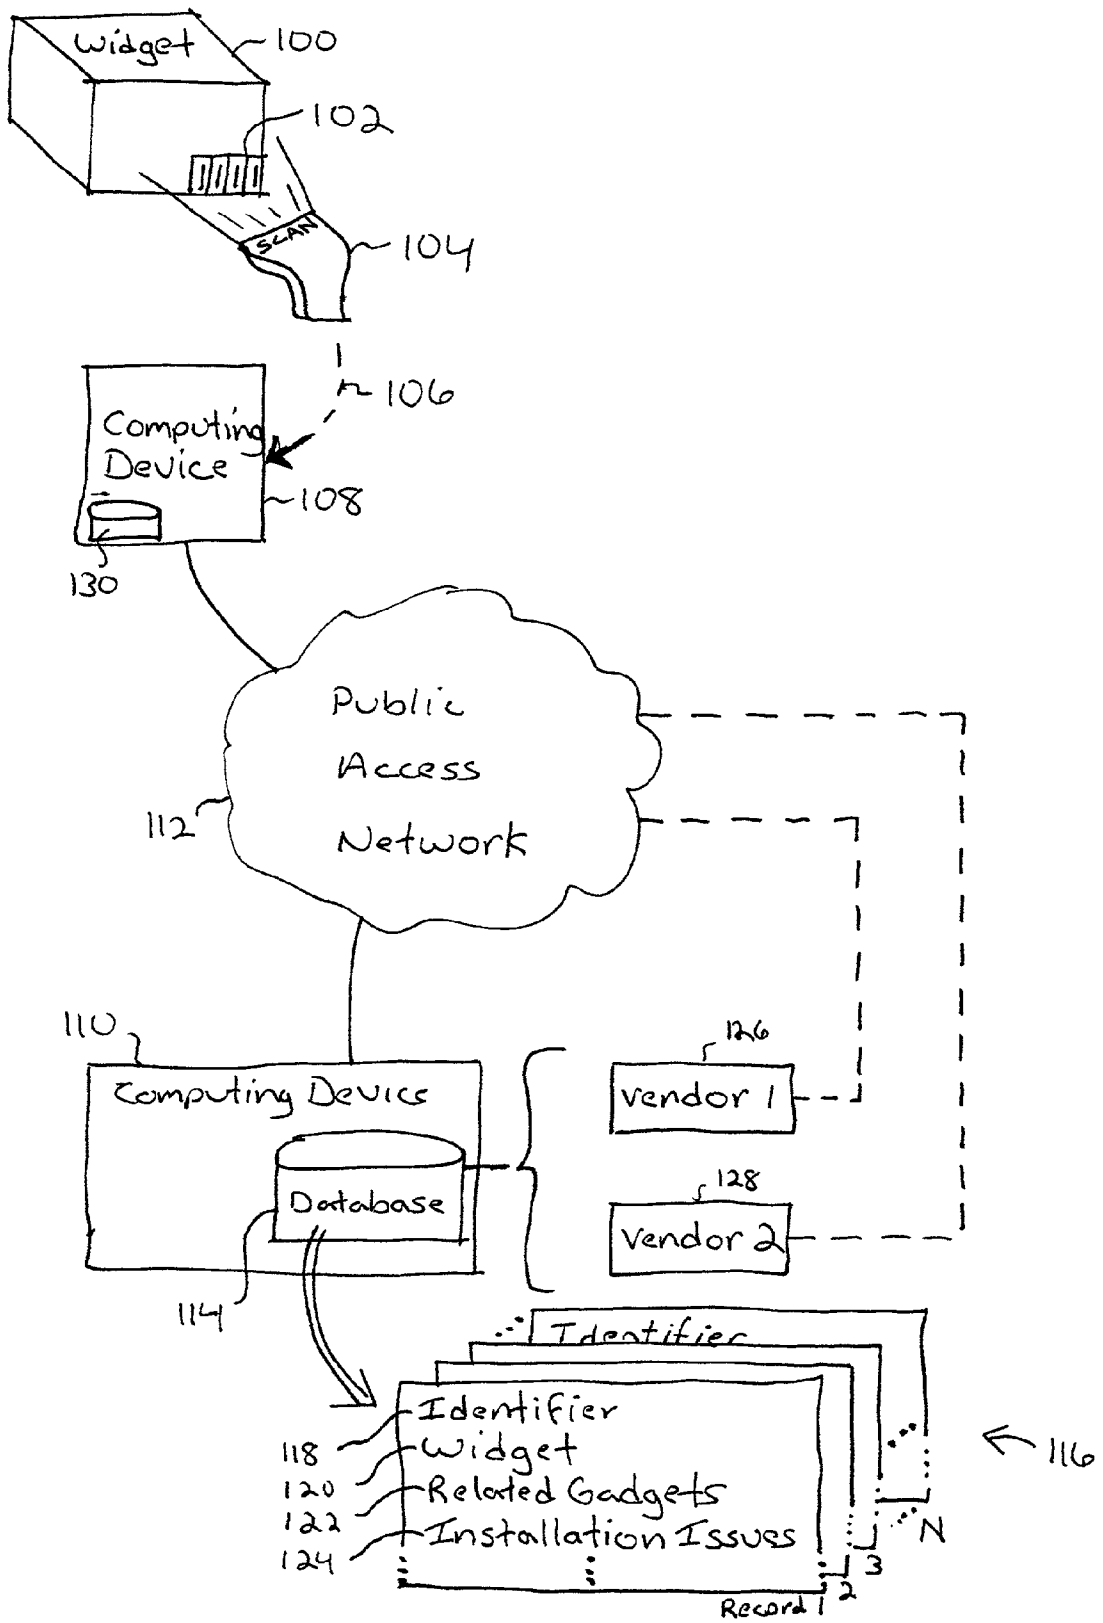 Widget
100
102
SCAN
104
106
Computing
Device
108
130
Public
Access
Network
112
110
Computing Device
126
Vendor 1
Database
128
Vendor 2
114
Identifier
Identifier
118
Widget
116
120
Related Gadgets
122
Installation Issues
N
124
3
2
Record 1